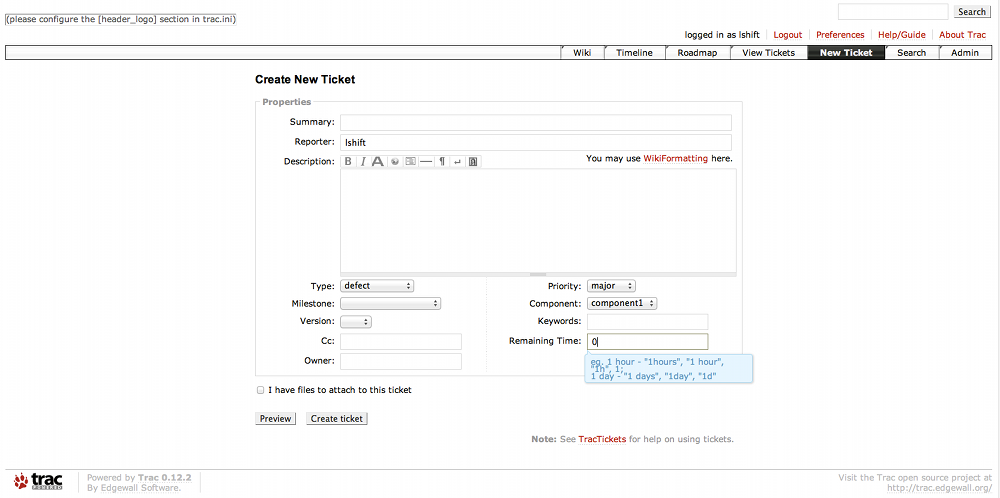 (please configure the [header_logo] section in trac.ini)
Search
logged in as lshift Logout Preferences Help/Guide About Trac
Wiki Timeline Roadmap View Tickets New Ticket Search Admin
Create New Ticket
Properties
Summary:
Reporter: lshift
Description: B I A ¶ You may use WikiFormatting here.
Type: defect Priority: major
Milestone: Component: component1
Version: Keywords:
Cc: Remaining Time: 0
Owner:
eg. 1 hour - "1hours", "1 hour",
"1h", 1;
1 day - "1 days", "1day", "1d"
I have files to attach to this ticket
Preview Create ticket
Note: See TracTickets for help on using tickets.
trac POWERED
Powered by Trac 0.12.2
By Edgewall Software.
Visit the Trac open source project at
http://trac.edgewall.org/